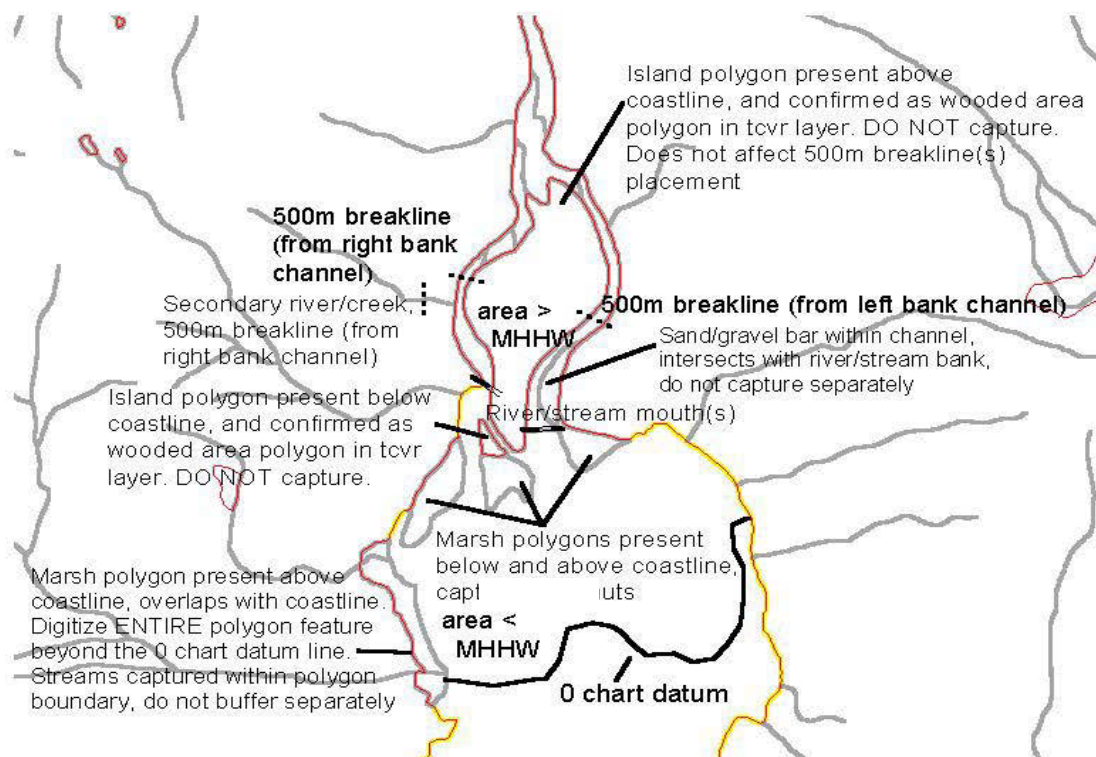 Island polygon present above
coastline, and confirmed as wooded area
polygon in tcvr layer. DO NOT capture.
Does not affect 500m breakline(s)
placement
500m breakline
(from right bank
channel)
Secondary river/creek,
500m breakline (from
right bank channel)
area >
MHHW
500m breakline (from left bank channel)
Sand/gravel bar within channel,
intersects with river/stream bank,
do not capture separately
Island polygon present below
coastline, and confirmed as
wooded area polygon in tcvr
layer. DO NOT capture.
River/stream mouth(s)
Marsh polygons present
below and above coastline,
Marsh polygon present above
coastline, overlaps with coastline.
Digitize ENTIRE polygon feature
beyond the 0 chart datum line.
Streams captured within polygon
boundary, do not buffer separately
area <
MHHW
0 chart datum